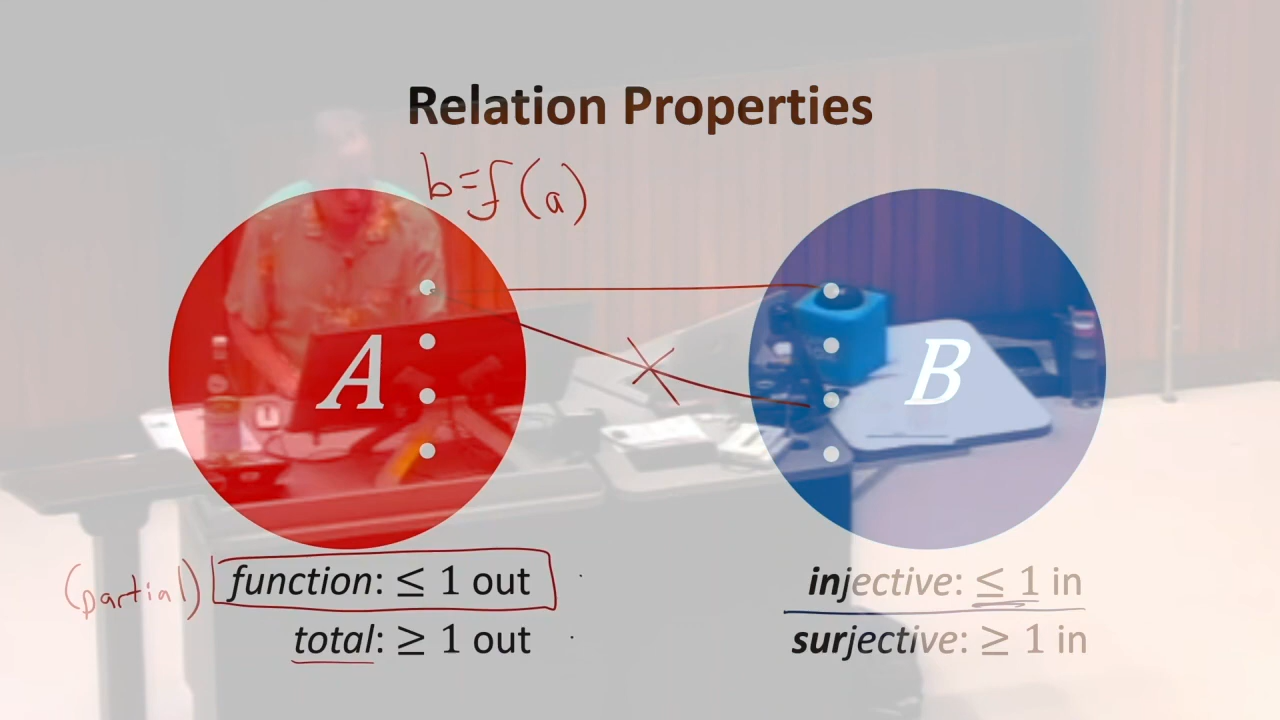 Relation Properties
b=f(a)
A
B
(partial) function: ≤ 1 out
total: ≥ 1 out
injective: ≤ 1 in
surjective: ≥ 1 in